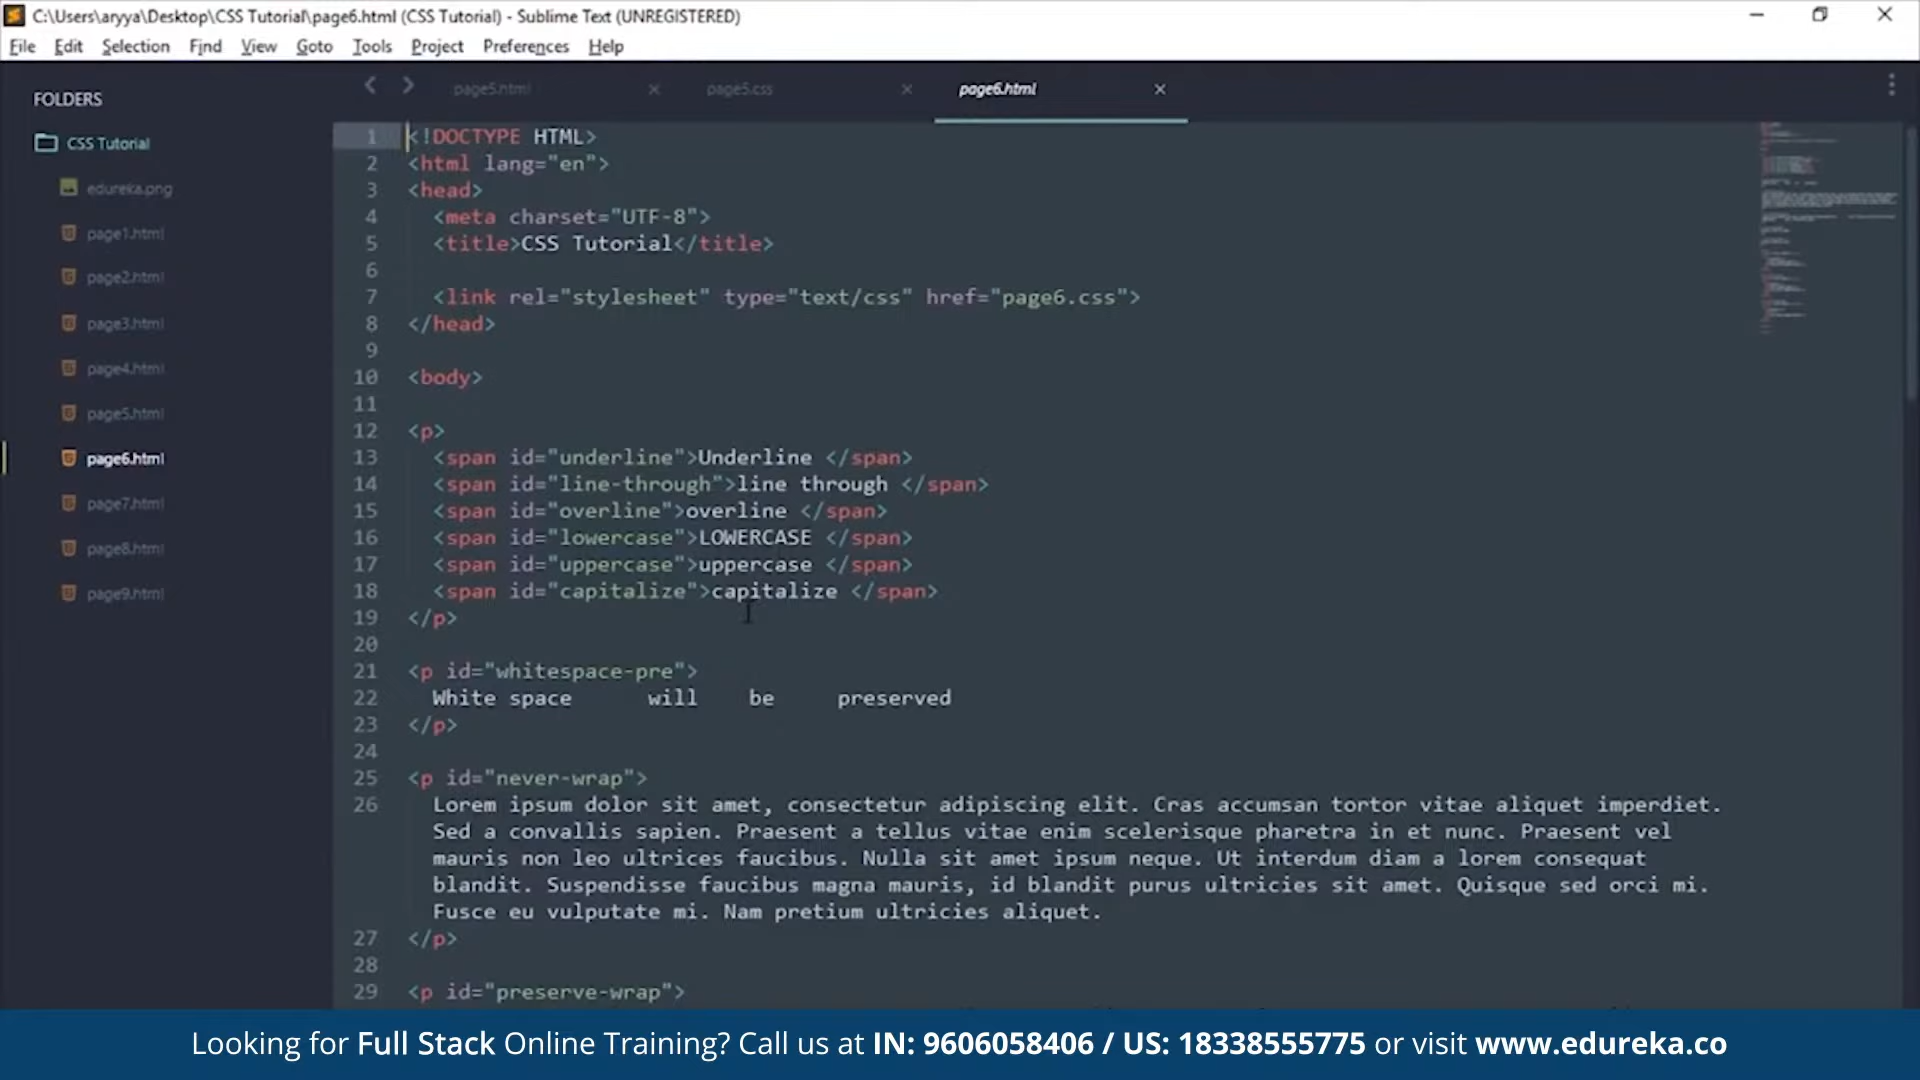 C:\Users\aryya\Desktop\CSS Tutorial\page6.html (CSS Tutorial) - Sublime Text (UNREGISTERED)
File Edit Selection Find View Goto Tools Project Preferences Help
FOLDERS
CSS Tutorial
edureka.png
page1.html
page2.html
page3.html
page4.html
page5.html
page6.html
page7.html
page8.html
page9.html
page5.html page5.css page6.html
1 <!DOCTYPE HTML>
2 <html lang="en">
3 <head>
4 <meta charset="UTF-8">
5 <title>CSS Tutorial</title>
6
7 <link rel="stylesheet" type="text/css" href="page6.css">
8 </head>
9
10 <body>
11
12 <p>
13 <span id="underline">Underline </span>
14 <span id="line-through">line through </span>
15 <span id="overline">overline </span>
16 <span id="lowercase">LOWERCASE </span>
17 <span id="uppercase">uppercase </span>
18 <span id="capitalize">capitalize </span>
19 </p>
20
21 <p id="whitespace-pre">
22 White space      will    be     preserved
23 </p>
24
25 <p id="never-wrap">
26 Lorem ipsum dolor sit amet, consectetur adipiscing elit. Cras accumsan tortor vitae aliquet imperdiet.
Sed a convallis sapien. Praesent a tellus vitae enim scelerisque pharetra in et nunc. Praesent vel
mauris non leo ultrices faucibus. Nulla sit amet ipsum neque. Ut interdum diam a lorem consequat
blandit. Suspendisse faucibus magna mauris, id blandit purus ultricies sit amet. Quisque sed orci mi.
Fusce eu vulputate mi. Nam pretium ultricies aliquet.
27 </p>
28
29 <p id="preserve-wrap">
Looking for Full Stack Online Training? Call us at IN: 9606058406 / US: 18338555775 or visit www.edureka.co